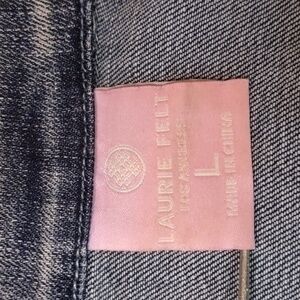 LAURIE FELT
LOS ANGELES
L
MADE IN CHINA